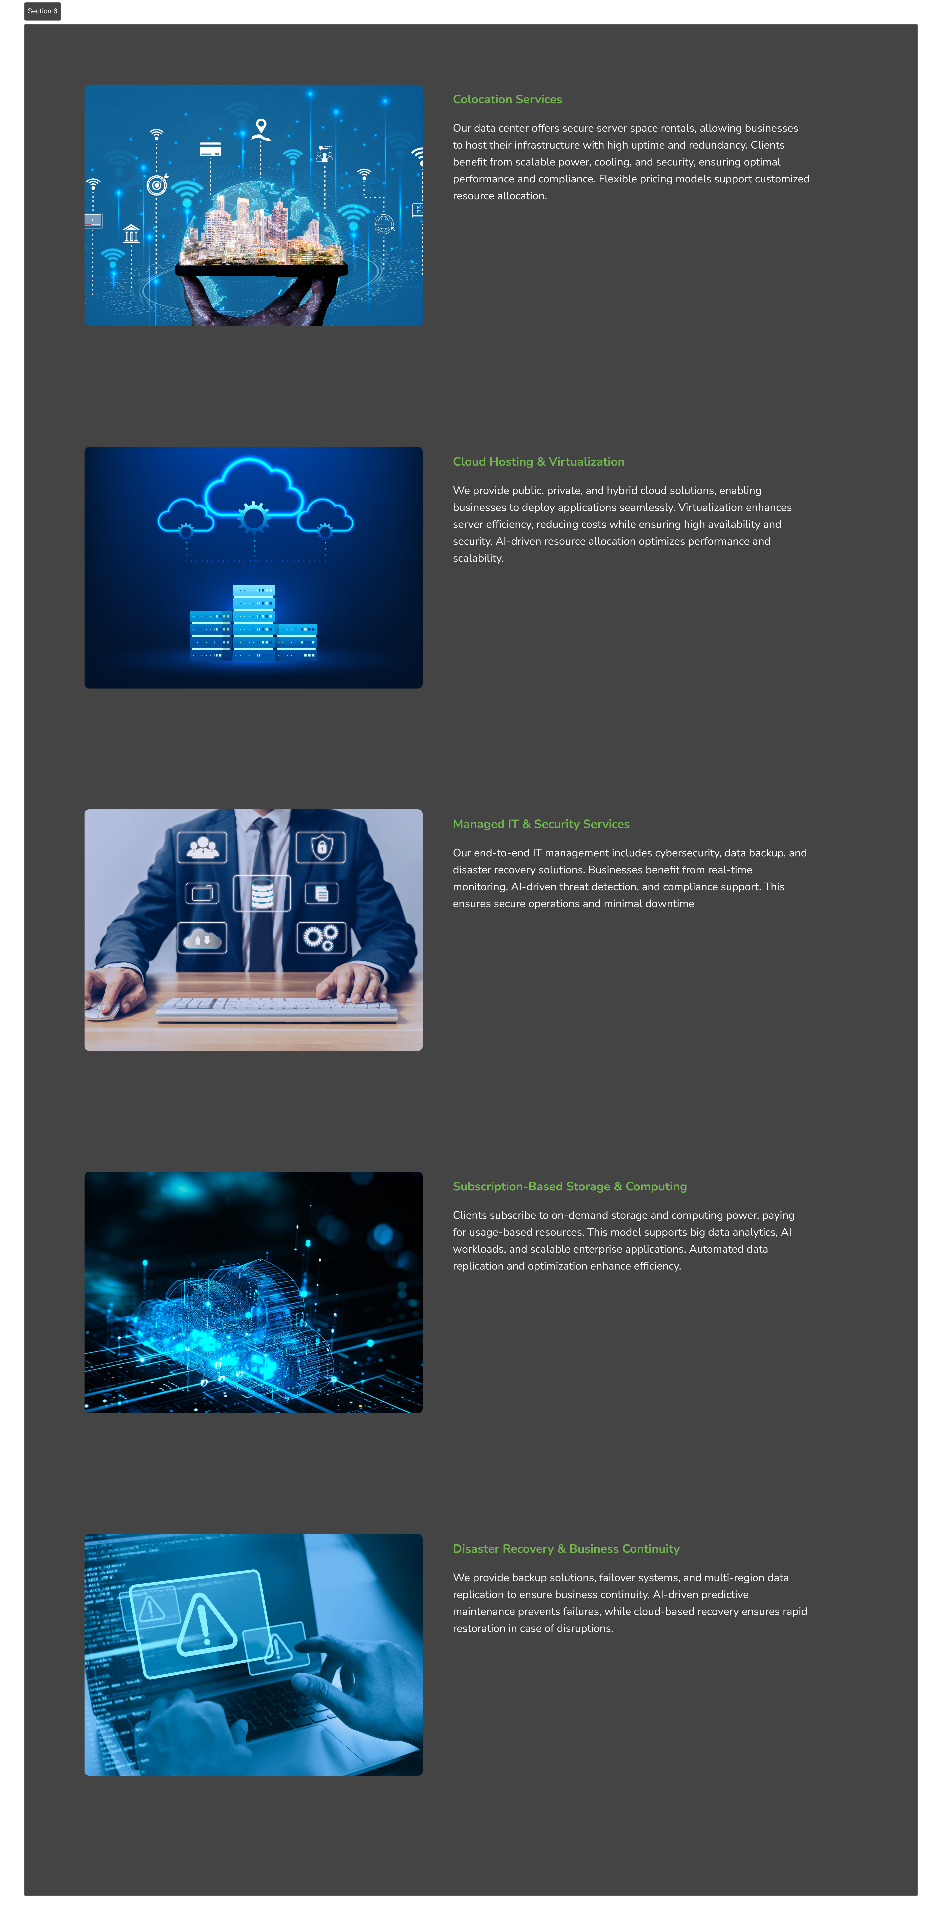 Section 6
Colocation Services
Our data center offers secure server space rentals, allowing businesses
to host their infrastructure with high uptime and redundancy. Clients
benefit from scalable power, cooling, and security, ensuring optimal
performance and compliance. Flexible pricing models support customized
resource allocation.
Cloud Hosting & Virtualization
We provide public, private, and hybrid cloud solutions, enabling
businesses to deploy applications seamlessly. Virtualization enhances
server efficiency, reducing costs while ensuring high availability and
security. AI-driven resource allocation optimizes performance and
scalability.
Managed IT & Security Services
Our end-to-end IT management includes cybersecurity, data backup, and
disaster recovery solutions. Businesses benefit from real-time
monitoring, AI-driven threat detection, and compliance support. This
ensures secure operations and minimal downtime
Subscription-Based Storage & Computing
Clients subscribe to on-demand storage and computing power, paying
for usage-based resources. This model supports big data analytics, AI
workloads, and scalable enterprise applications. Automated data
replication and optimization enhance efficiency.
Disaster Recovery & Business Continuity
We provide backup solutions, failover systems, and multi-region data
replication to ensure business continuity. AI-driven predictive
maintenance prevents failures, while cloud-based recovery ensures rapid
restoration in case of disruptions.